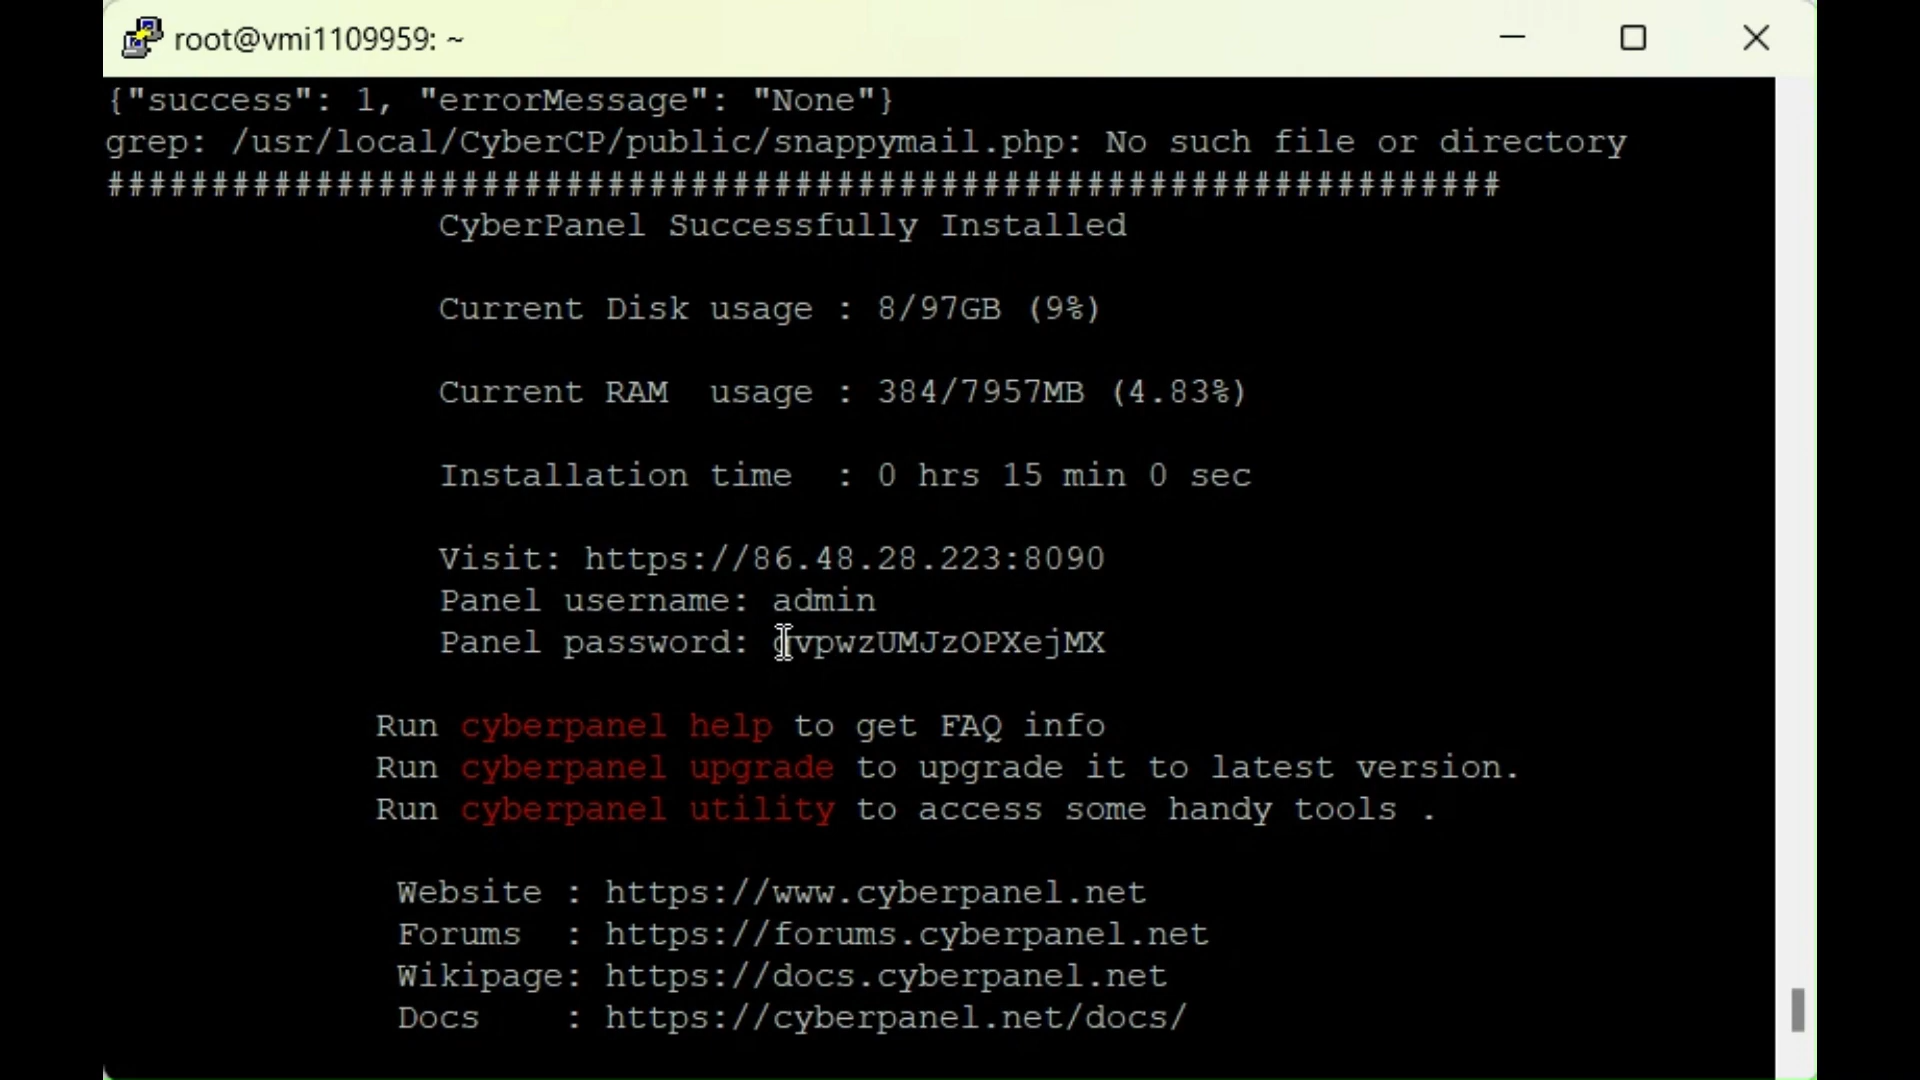 root@vmi1109959: ~
{"success": 1, "errorMessage": "None"}
grep: /usr/local/CyberCP/public/snappymail.php: No such file or directory
###################################################################
CyberPanel Successfully Installed
Current Disk usage : 8/97GB (9%)
Current RAM  usage : 384/7957MB (4.83%)
Installation time  : 0 hrs 15 min 0 sec
Visit: https://86.48.28.223:8090
Panel username: admin
Panel password:
Run cyberpanel help to get FAQ info
Run cyberpanel upgrade to upgrade it to latest version.
Run cyberpanel utility to access some handy tools .
Website : https://www.cyberpanel.net
Forums  : https://forums.cyberpanel.net
Wikipage: https://docs.cyberpanel.net
Docs    : https://cyberpanel.net/docs/